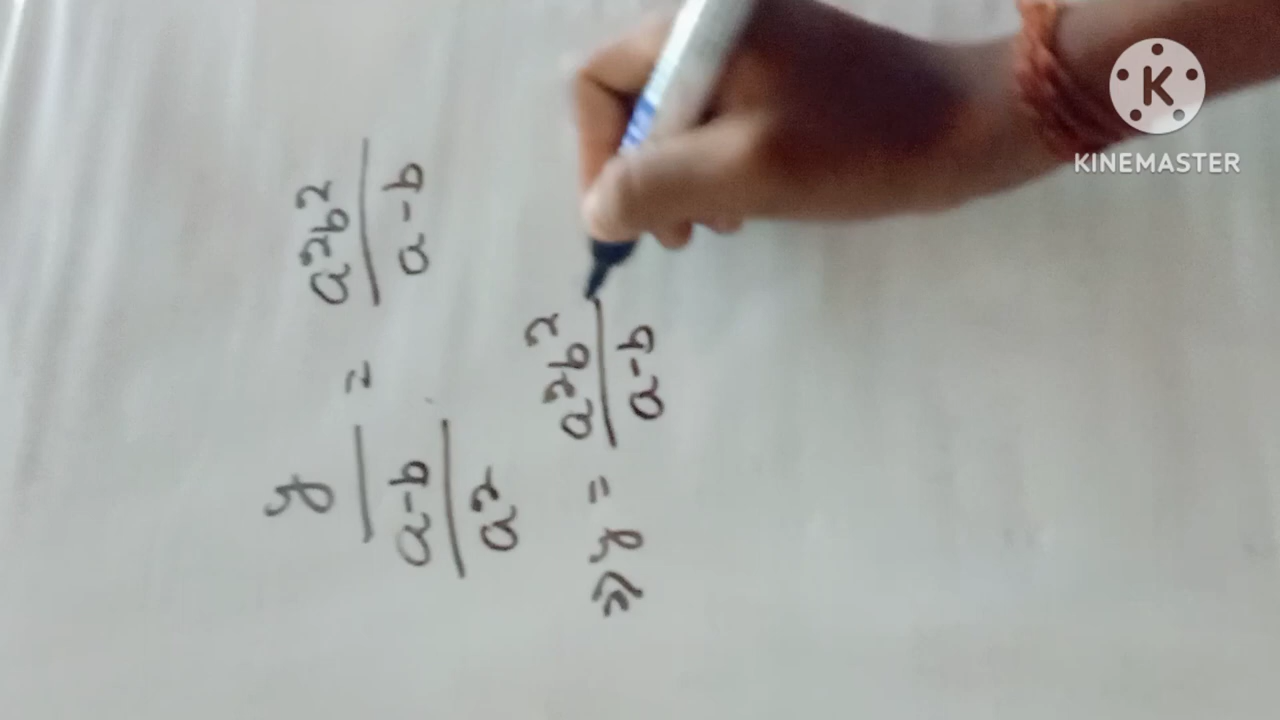 y / ((a-b) / a²) = a²b² / (a-b)
⇒ y = a²b² / (a-b)
K
KINEMASTER